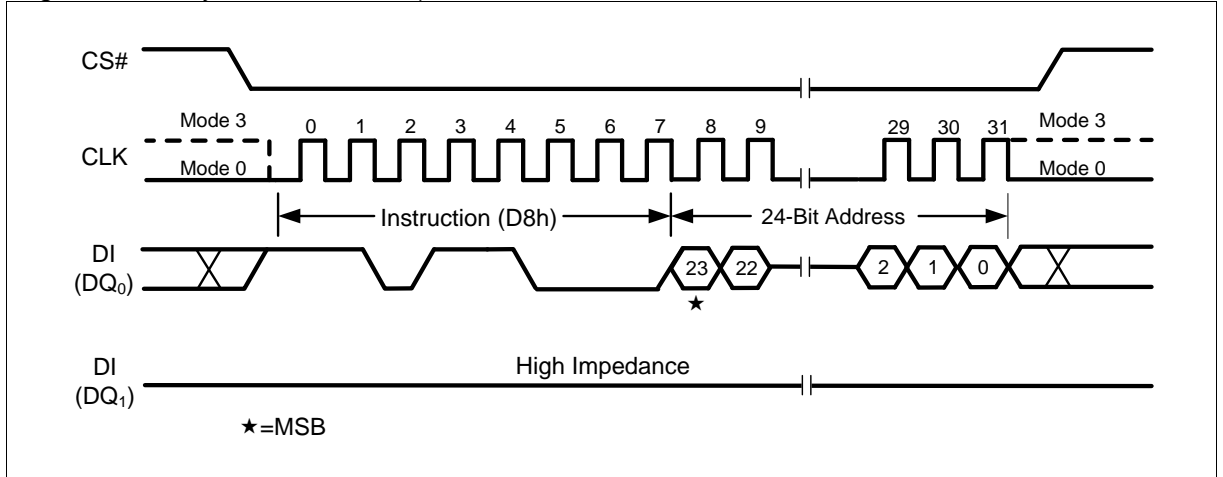 CS#
Mode 3 0 1 2 3 4 5 6 7 8 9 29 30 31 Mode 3
CLK
Mode 0 Mode 0
Instruction (D8h) 24-Bit Address
DI
(DQ₀)
23 22 2 1 0
★
High Impedance
DI
(DQ₁)
★=MSB